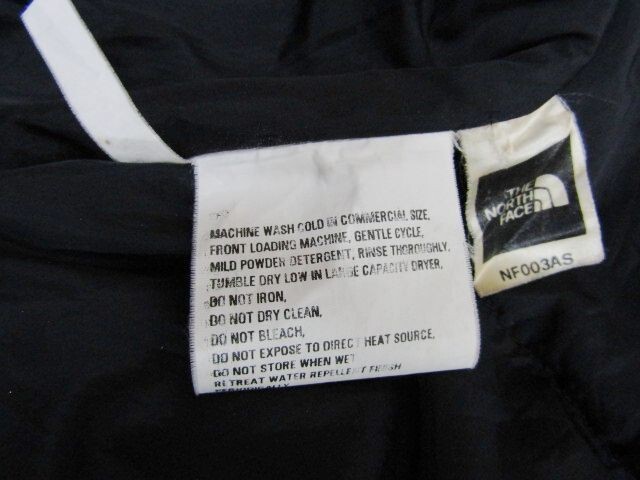 MACHINE WASH COLD IN COMMERCIAL SIZE,
FRONT LOADING MACHINE, GENTLE CYCLE,
MILD POWDER DETERGENT, RINSE THOROUGHLY.
TUMBLE DRY LOW IN LARGE CAPACITY DRYER,
DO NOT IRON,
DO NOT DRY CLEAN,
DO NOT BLEACH,
DO NOT EXPOSE TO DIRECT HEAT SOURCE.
DO NOT STORE WHEN WET
RETREAT WATER REPELLENT FINISH
THE
NORTH
FACE
NF003AS